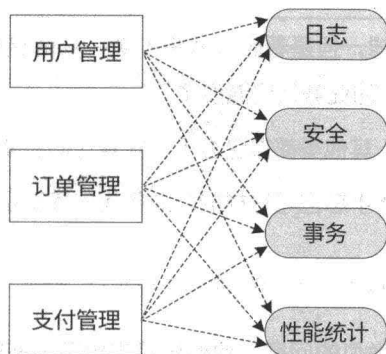 用户管理
日志
安全
订单管理
事务
支付管理
性能统计